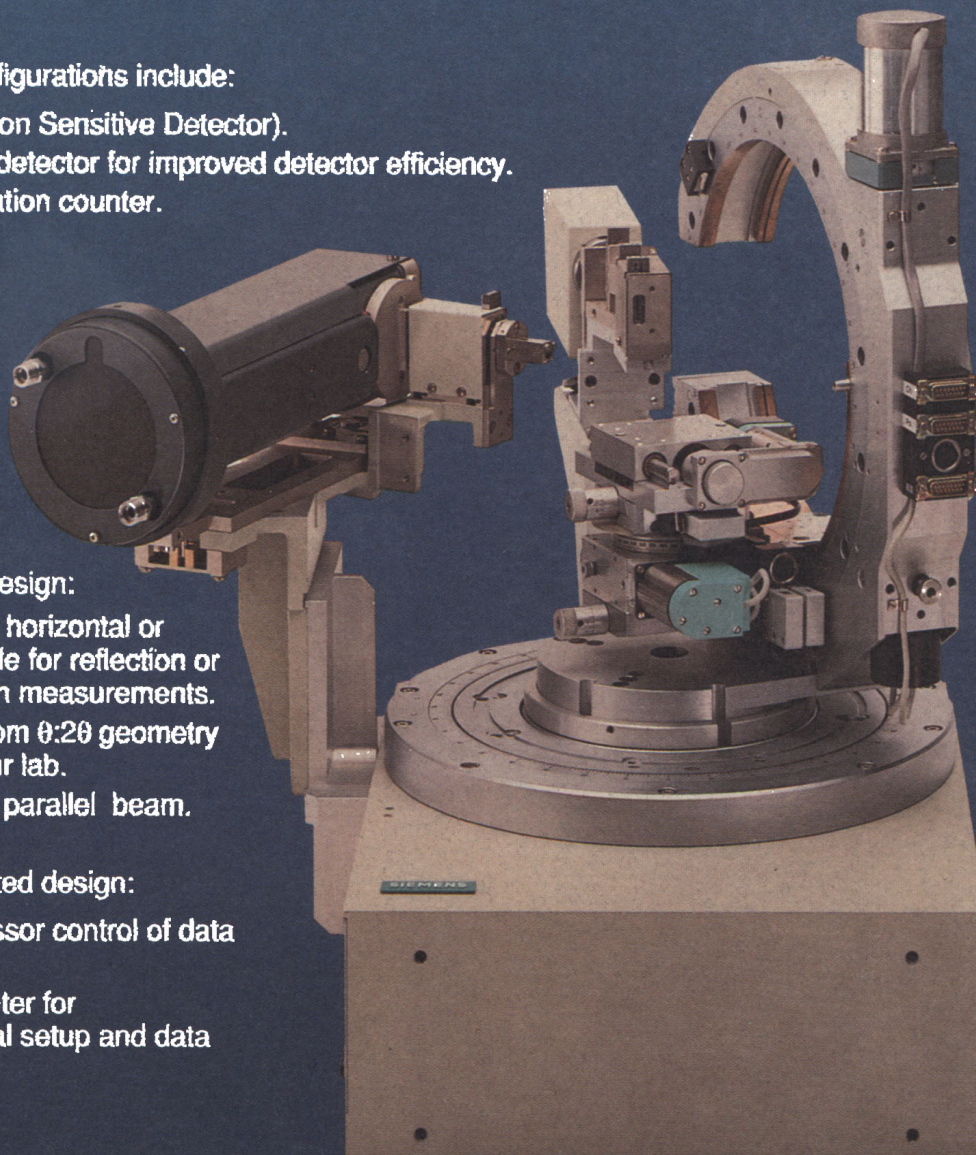 figurations include:
on Sensitive Detector).
detector for improved detector efficiency.
ation counter.
esign:
horizontal or
le for reflection or
n measurements.
om θ:2θ geometry
ur lab.
parallel beam.
ted design:
ssor control of data
ter for
al setup and data
SIEMENS